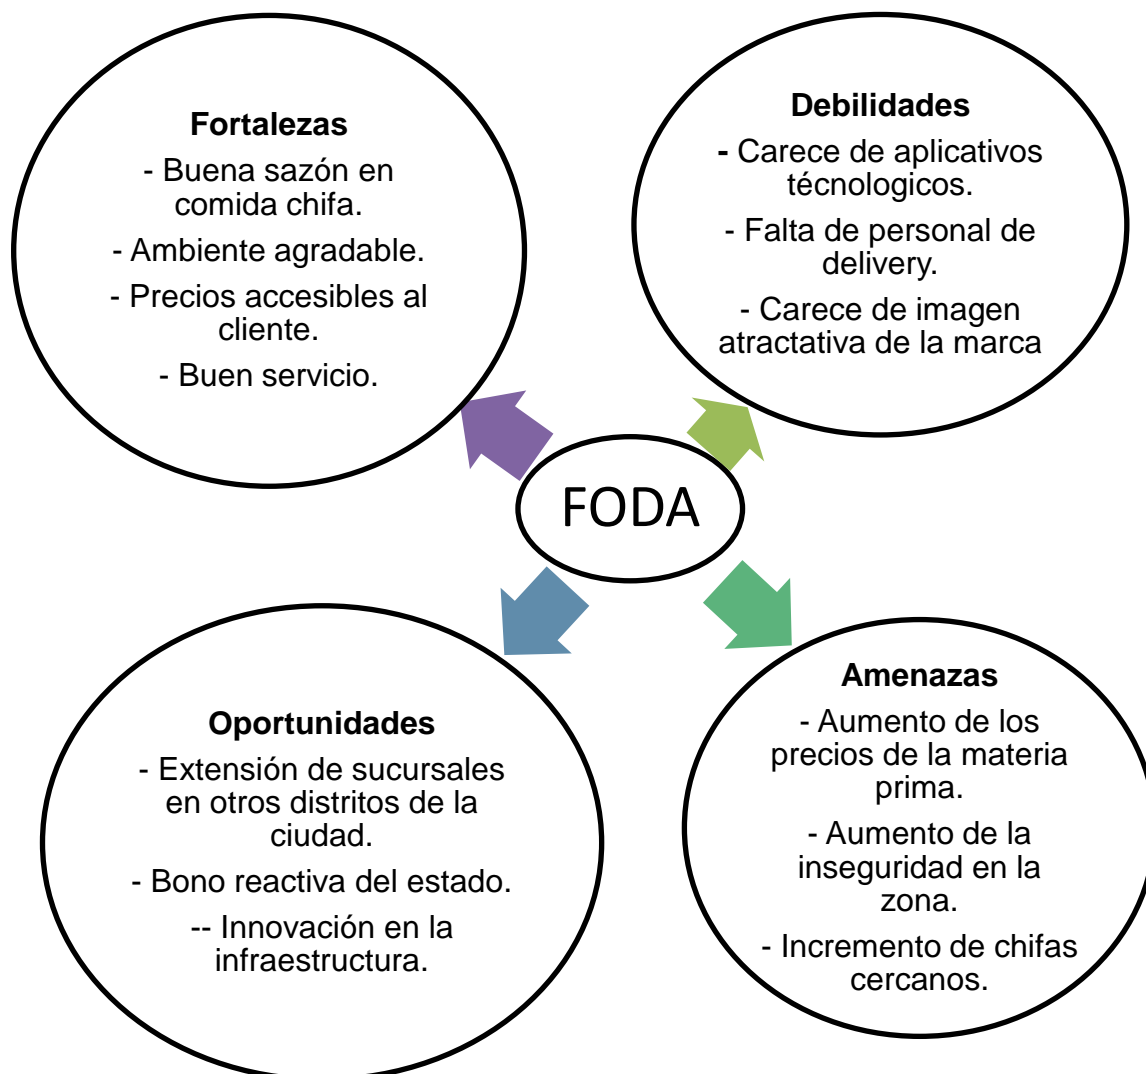 Fortalezas
- Buena sazón en
comida chifa.
- Ambiente agradable.
- Precios accesibles al
cliente.
- Buen servicio.
Debilidades
- Carece de aplicativos
técnologicos.
- Falta de personal de
delivery.
- Carece de imagen
atractativa de la marca
FODA
Oportunidades
- Extensión de sucursales
en otros distritos de la
ciudad.
- Bono reactiva del estado.
-- Innovación en la
infraestructura.
Amenazas
- Aumento de los
precios de la materia
prima.
- Aumento de la
inseguridad en la
zona.
- Incremento de chifas
cercanos.